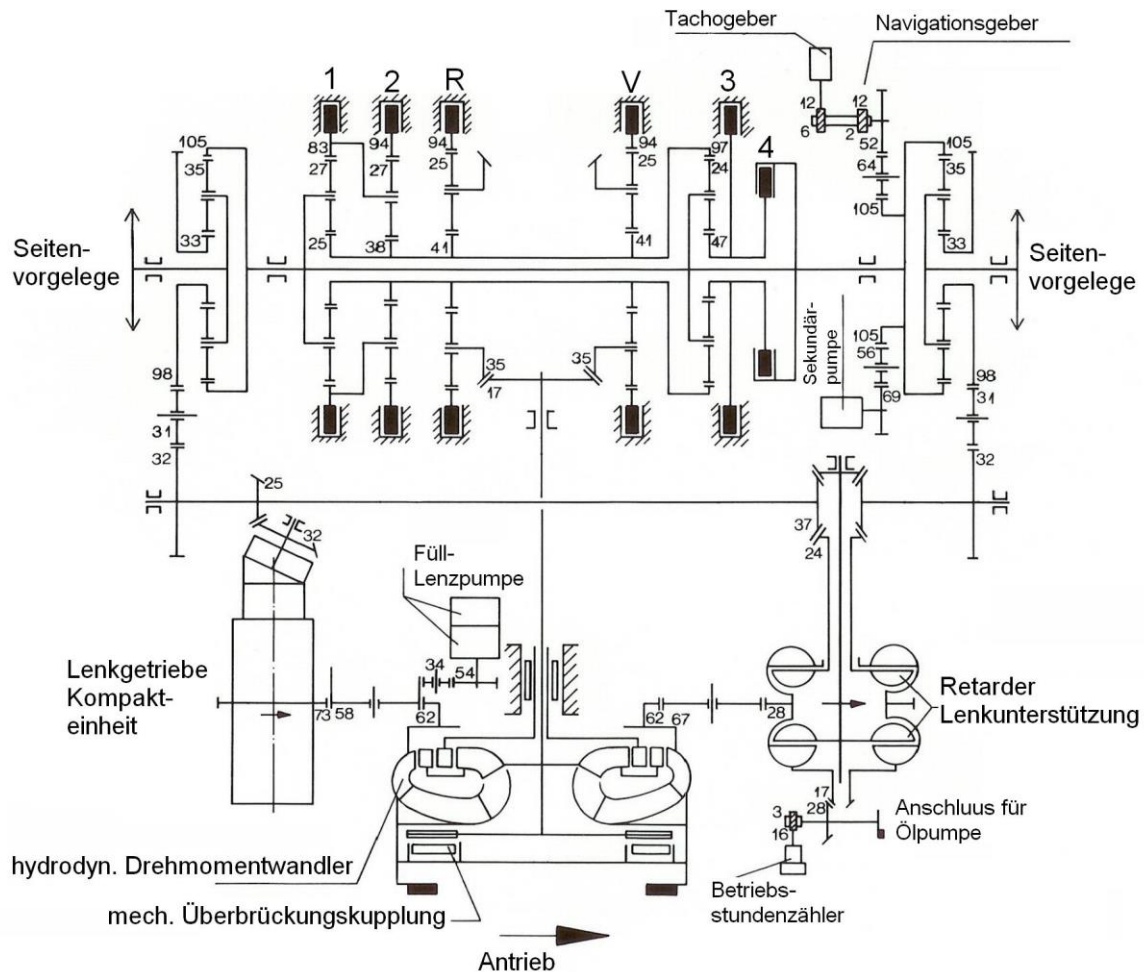 Tachogeber
Navigationsgeber
1
2
R
V
3
4
12
12
6
2
105
35
83
27
94
27
94
25
94
25
97
24
52
64
105
105
35
33
25
38
41
41
47
33
Seiten-
vorgelege
Seiten-
vorgelege
Sekundär-
pumpe
98
31
32
35
17
35
105
56
69
98
31
32
25
32
37
24
Füll-
Lenzpumpe
Lenkgetriebe
Kompakt-
einheit
34
54
73
58
62
62
67
28
Retarder
Lenkunterstützung
17
28
3
16
Anschluus für
Ölpumpe
hydrodyn. Drehmomentwandler
mech. Überbrückungskupplung
Betriebs-
stundenzähler
Antrieb